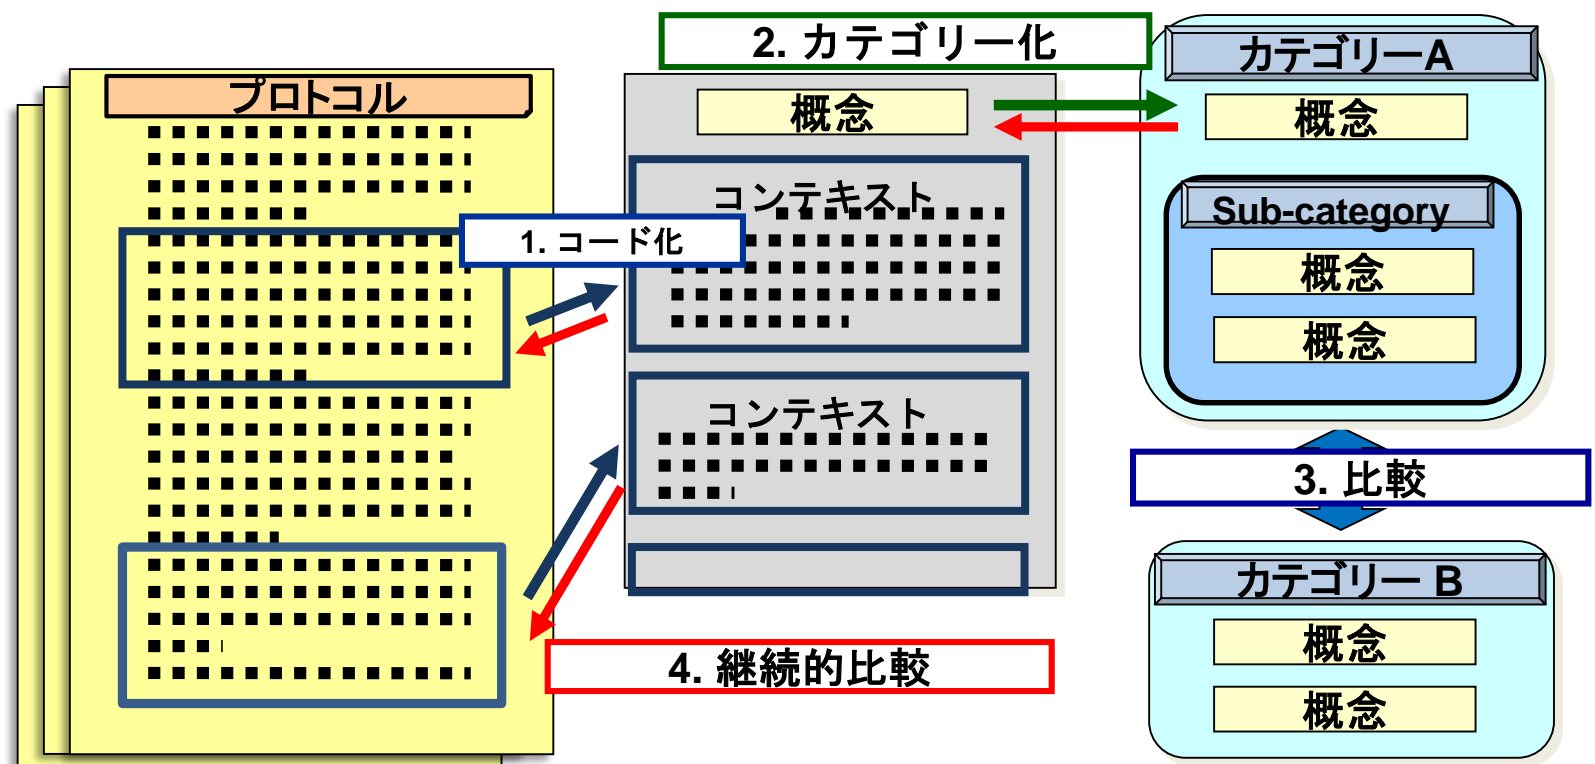 2. カテゴリー化
プロトコル
概念
コンテキスト
1. コード化
コンテキスト
4. 継続的比較
カテゴリーA
概念
Sub-category
概念
概念
3. 比較
カテゴリー B
概念
概念